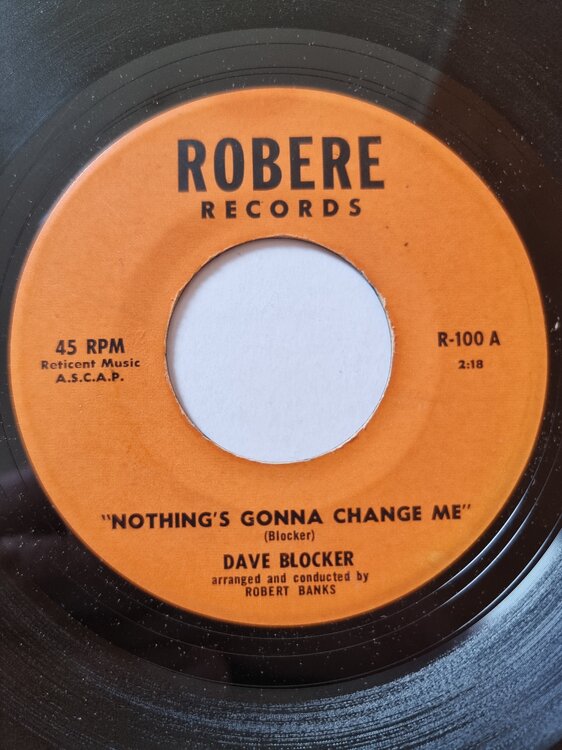 ROBERE
RECORDS
45 RPM
Reticent Music
A.S.C.A.P.
R-100 A
2:18
"NOTHING'S GONNA CHANGE ME"
(Blocker)
DAVE BLOCKER
arranged and conducted by
ROBERT BANKS